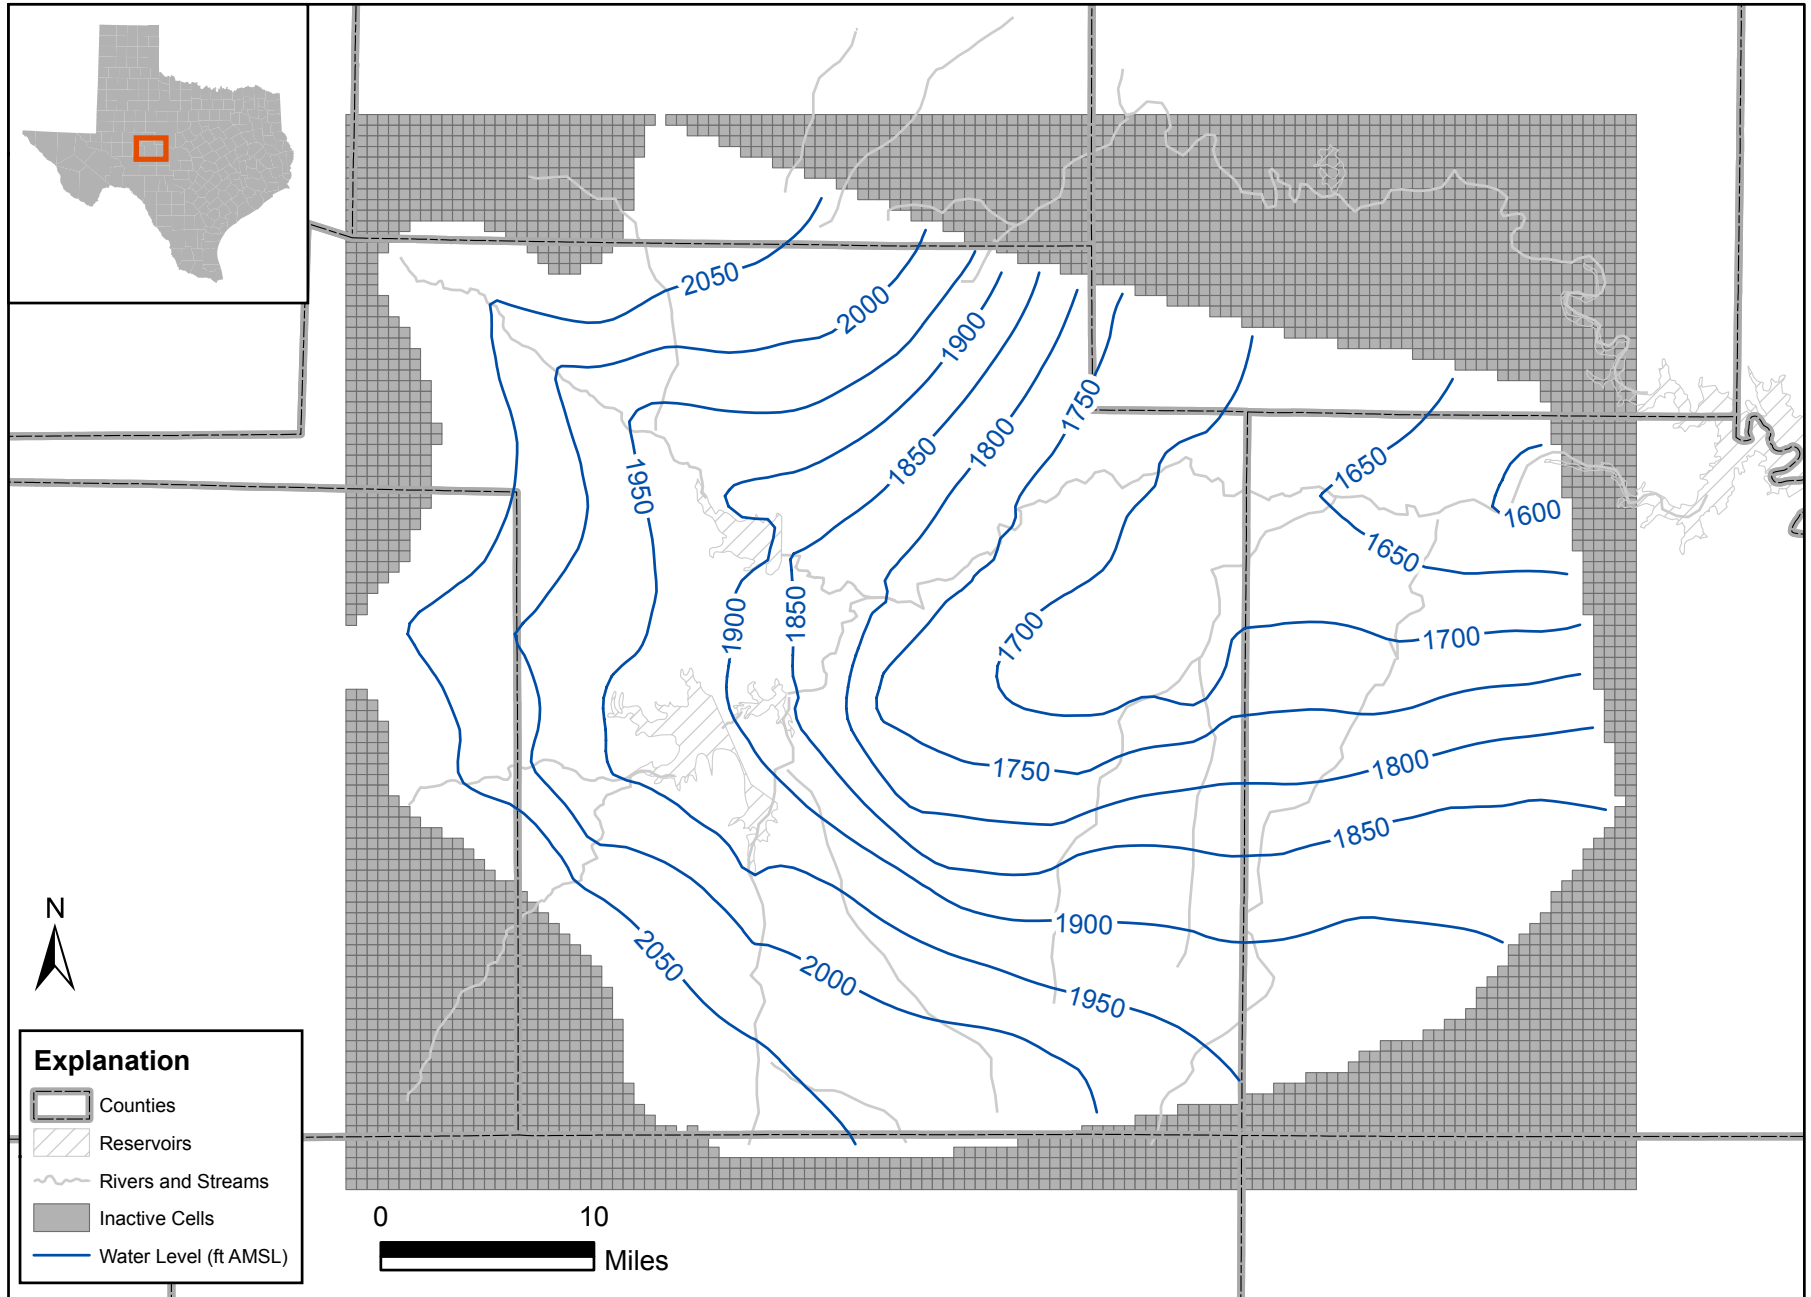 2050
2000
1900
1850
1800
1750
1950
1650
1600
1650
1900
1850
1700
1700
1750
1800
1850
1900
2050
2000
1950
N
Explanation
Counties
Reservoirs
Rivers and Streams
Inactive Cells
Water Level (ft AMSL)
0 10
Miles